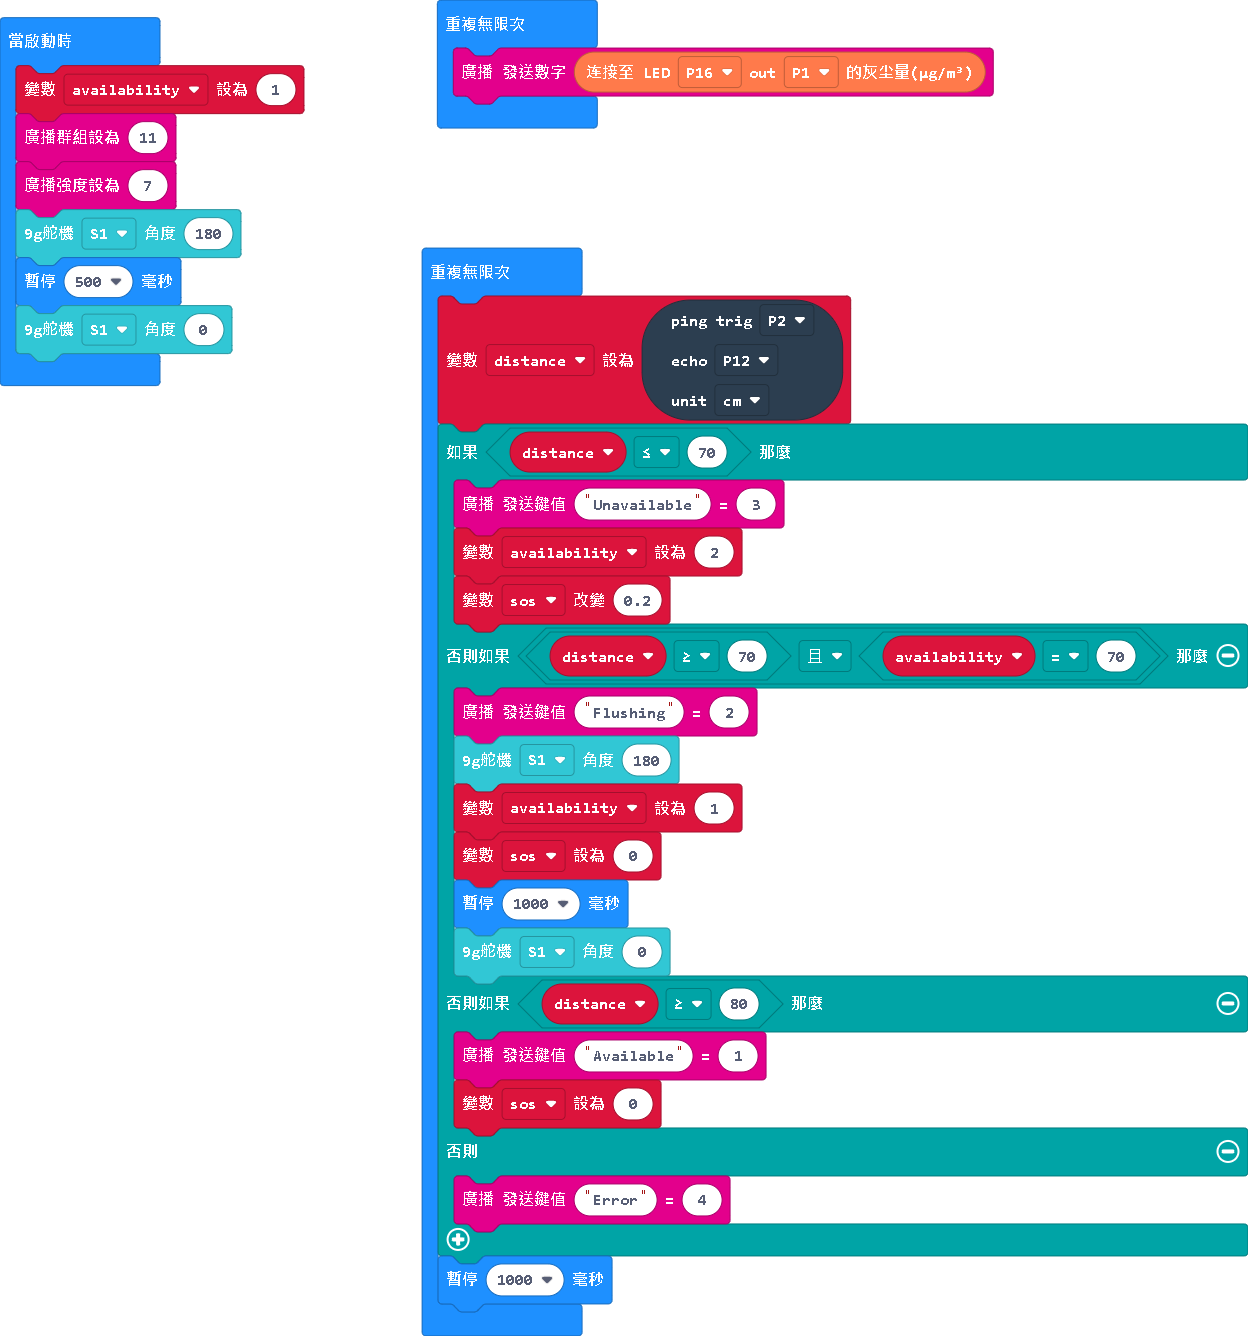 當啟動時
變數 availability 設為 1
廣播群組設為 11
廣播強度設為 7
9g舵機 S1 角度 180
暫停 500 毫秒
9g舵機 S1 角度 0
重複無限次
廣播 發送數字 连接至 LED P16 out P1 的灰尘量(μg/m³)
重複無限次
變數 distance 設為 ping trig P2
echo P12
unit cm
如果 distance ≤ 70 那麼
廣播 發送鍵值 "Unavailable" = 3
變數 availability 設為 2
變數 sos 改變 0.2
否則如果 distance ≥ 70 且 availability = 70 那麼
廣播 發送鍵值 "Flushing" = 2
9g舵機 S1 角度 180
變數 availability 設為 1
變數 sos 設為 0
暫停 1000 毫秒
9g舵機 S1 角度 0
否則如果 distance ≥ 80 那麼
廣播 發送鍵值 "Available" = 1
變數 sos 設為 0
否則
廣播 發送鍵值 "Error" = 4
暫停 1000 毫秒